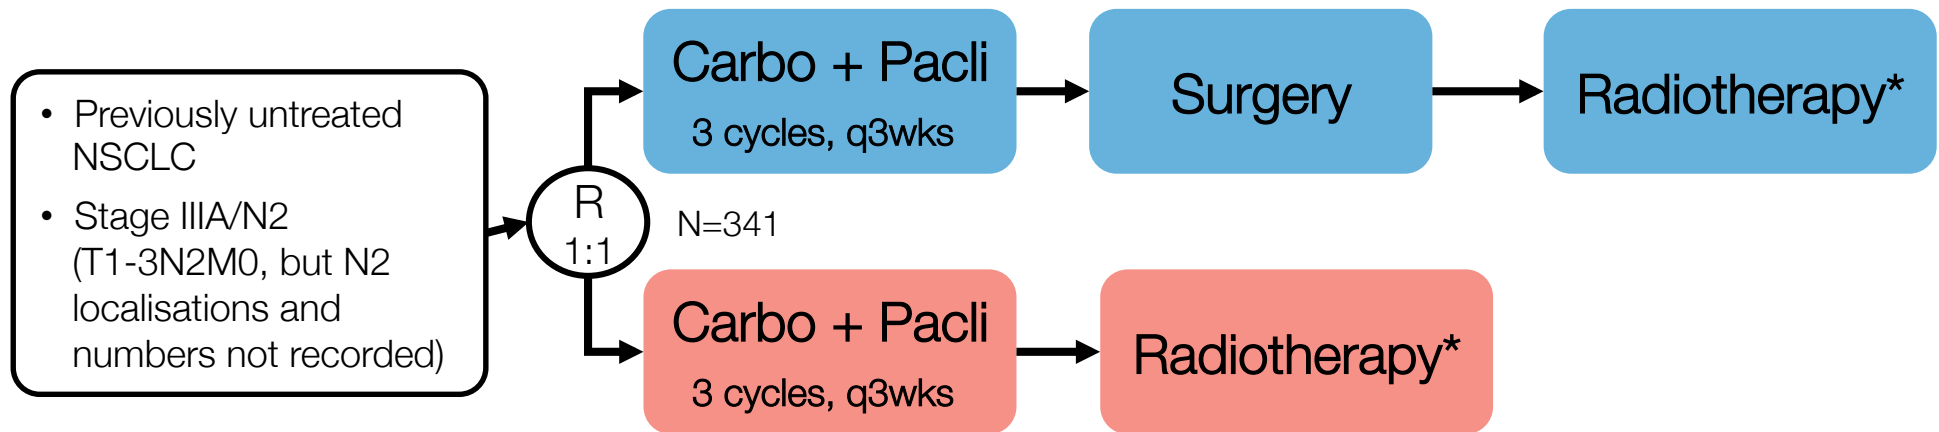 • Previously untreated
NSCLC
• Stage IIIA/N2
(T1-3N2M0, but N2
localisations and
numbers not recorded)
R
1:1
N=341
Carbo + Pacli
3 cycles, q3wks
Surgery
Radiotherapy*
Carbo + Pacli
3 cycles, q3wks
Radiotherapy*